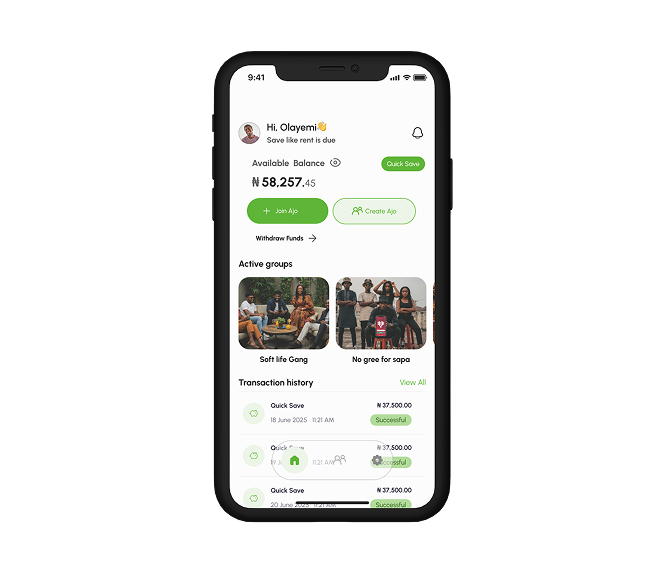 9:41
Hi, Olayemi👋
Save like rent is due
Available Balance
Quick Save
₦58,257.45
Join Ajo
Create Ajo
Withdraw Funds
Active groups
Soft life Gang
No gree for sapa
Transaction history
View All
Quick Save
₦37,500.00
18 June 2025 11:21 AM
Successful
Quick Save
₦37,500.00
11:21 AM
Quick Save
₦37,500.00
20 June 2025 11:21 AM
Successful